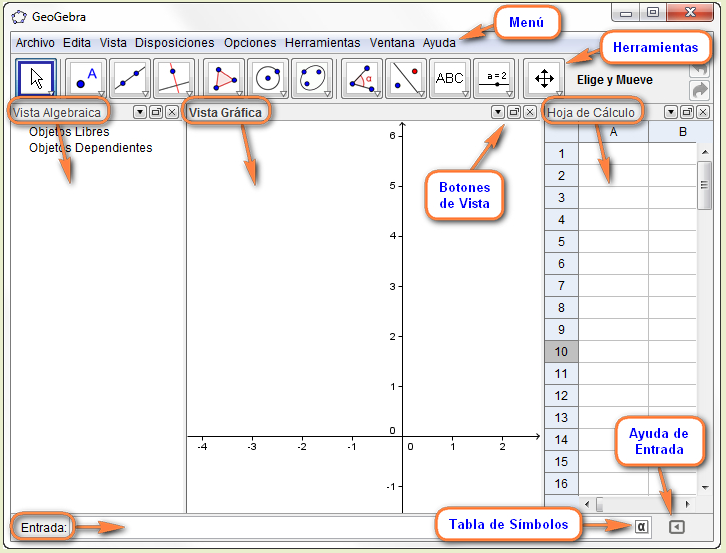 GeoGebra
Menú
Archivo Edita Vista Disposiciones Opciones Herramientas Ventana Ayuda
Herramientas
A
α
ABC
a=2
Elige y Mueve
Vista Algebraica
Vista Gráfica
Hoja de Cálculo
Objetos Libres
Objetos Dependientes
Botones
de Vista
A B
1
2
3
4
5
6
7
8
9
10
11
12
13
14
15
16
6
5
4
3
2
1
0
-1
-4 -3 -2 -1 0 1 2
Ayuda de
Entrada
Entrada:
Tabla de Símbolos
α